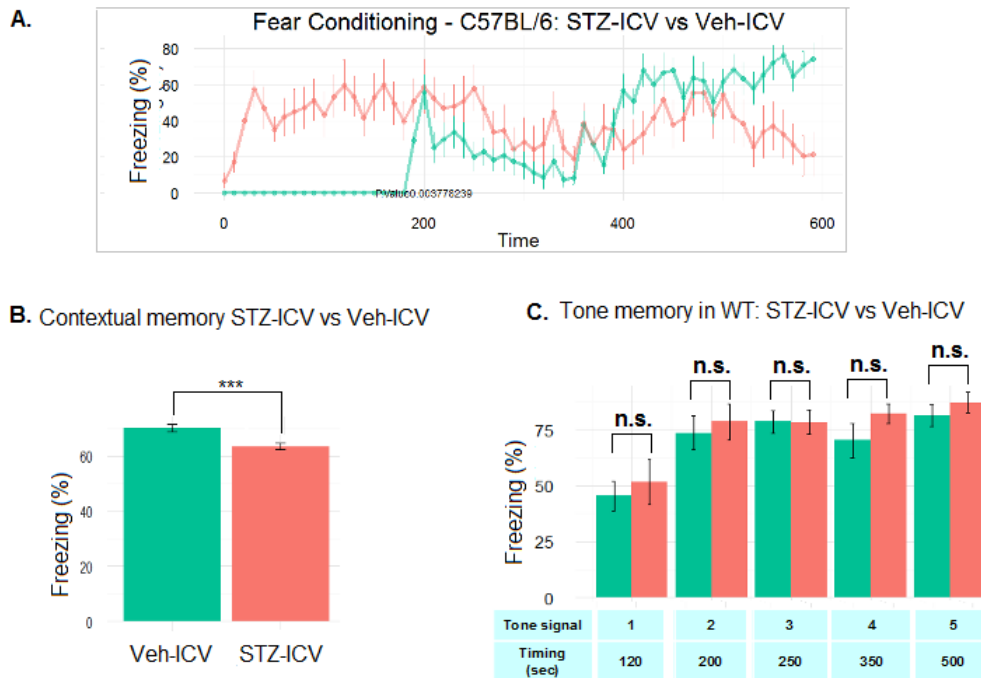 A.
Fear Conditioning - C57BL/6: STZ-ICV vs Veh-ICV
Freezing (%)
80
60
40
20
0
P.Value0.003778239
0 200 400 600
Time
B. Contextual memory STZ-ICV vs Veh-ICV
***
Freezing (%)
60
40
20
0
Veh-ICV STZ-ICV
C. Tone memory in WT: STZ-ICV vs Veh-ICV
n.s. n.s. n.s. n.s. n.s.
Freezing (%)
75
50
25
0
Tone signal 1 2 3 4 5
Timing (sec) 120 200 250 350 500